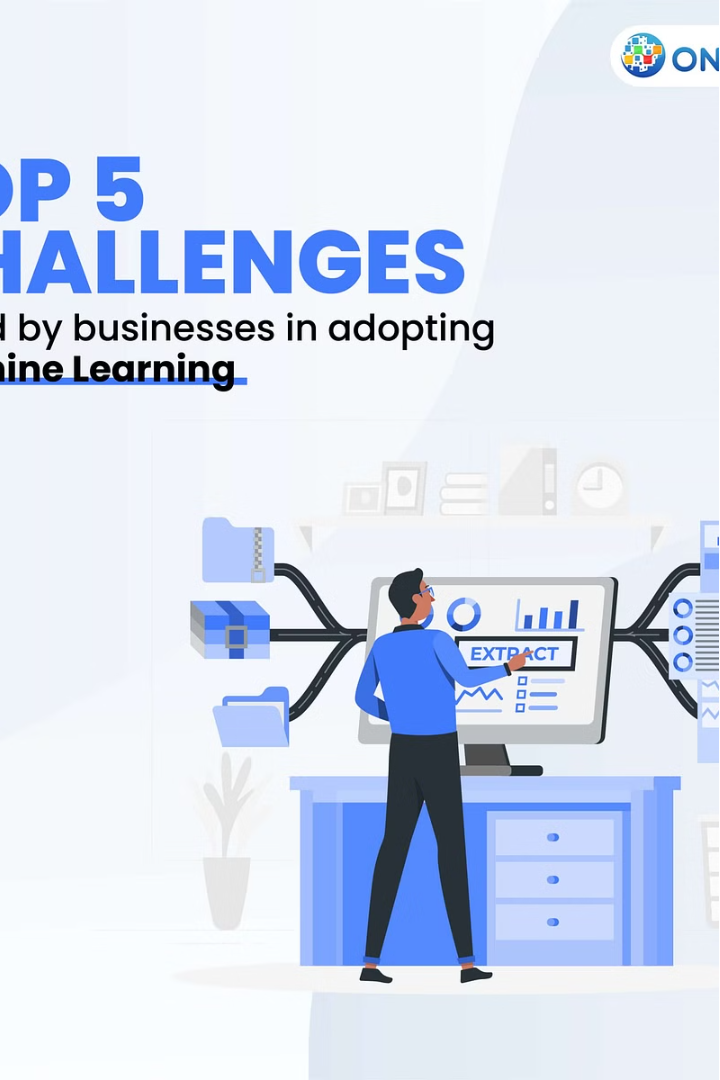 ON
OP 5
HALLENGES
d by businesses in adopting
hine Learning
EXTRACT